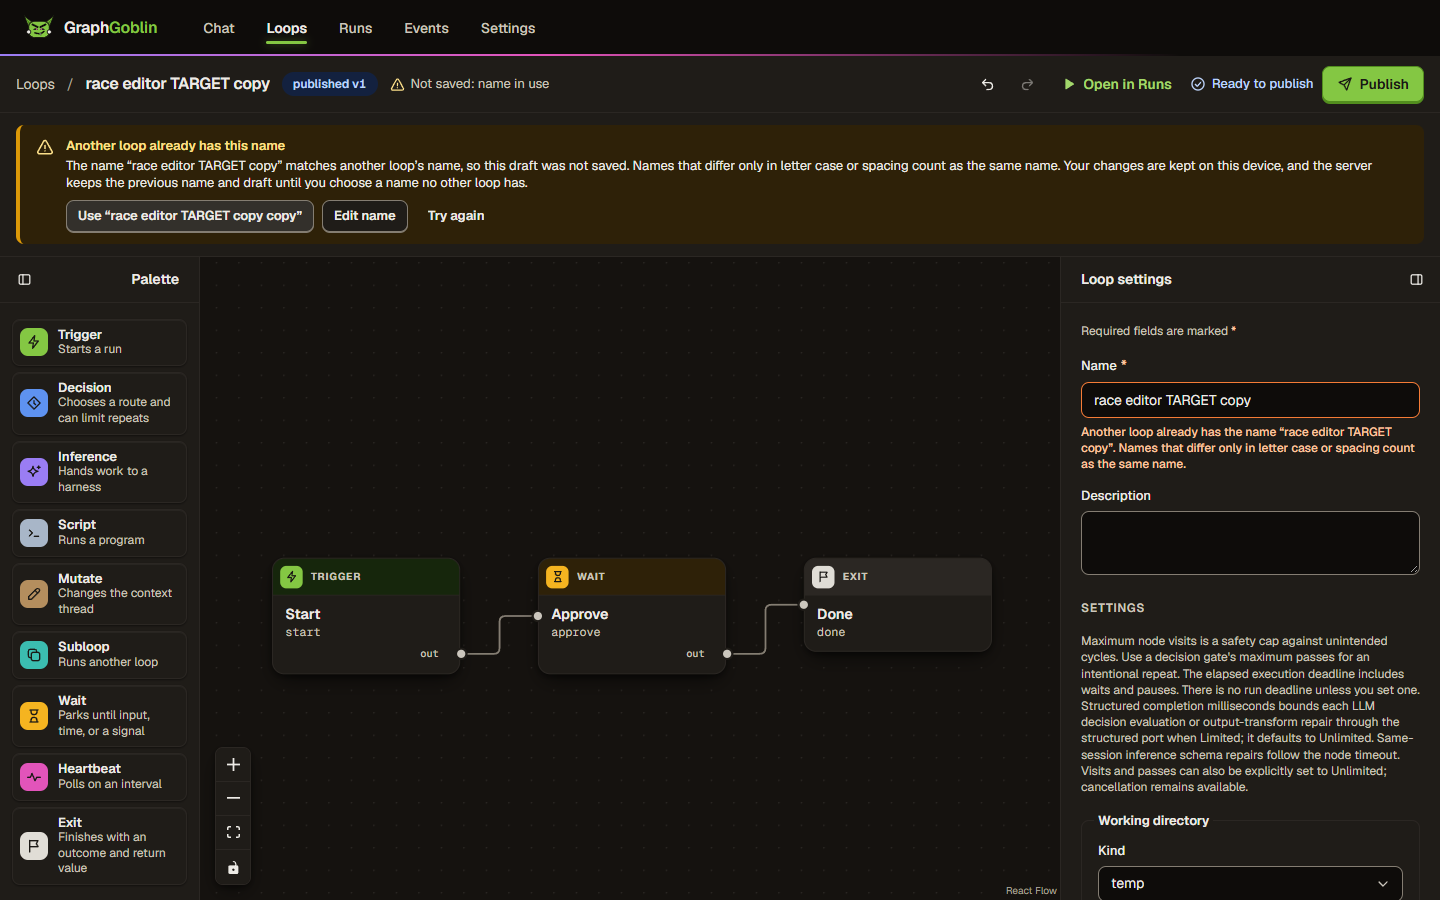 GraphGoblin
Chat
Loops
Runs
Events
Settings
Loops / race editor TARGET copy
published v1
Not saved: name in use
Open in Runs
Ready to publish
Publish
Another loop already has this name
The name “race editor TARGET copy” matches another loop’s name, so this draft was not saved. Names that differ only in letter case or spacing count as the same name. Your changes are kept on this device, and the server
keeps the previous name and draft until you choose a name no other loop has.
Use “race editor TARGET copy copy”
Edit name
Try again
Palette
Trigger
Starts a run
Decision
Chooses a route and
can limit repeats
Inference
Hands work to a
harness
Script
Runs a program
Mutate
Changes the context
thread
Subloop
Runs another loop
Wait
Parks until input,
time, or a signal
Heartbeat
Polls on an interval
Exit
Finishes with an
outcome and return
value
TRIGGER
Start
start
out
WAIT
Approve
approve
out
EXIT
Done
done
React Flow
Loop settings
Required fields are marked *
Name *
race editor TARGET copy
Another loop already has the name “race editor TARGET
copy”. Names that differ only in letter case or spacing count
as the same name.
Description
SETTINGS
Maximum node visits is a safety cap against unintended
cycles. Use a decision gate's maximum passes for an
intentional repeat. The elapsed execution deadline includes
waits and pauses. There is no run deadline unless you set one.
Structured completion milliseconds bounds each LLM
decision evaluation or output-transform repair through the
structured port when Limited; it defaults to Unlimited. Same-
session inference schema repairs follow the node timeout.
Visits and passes can also be explicitly set to Unlimited;
cancellation remains available.
Working directory
Kind
temp